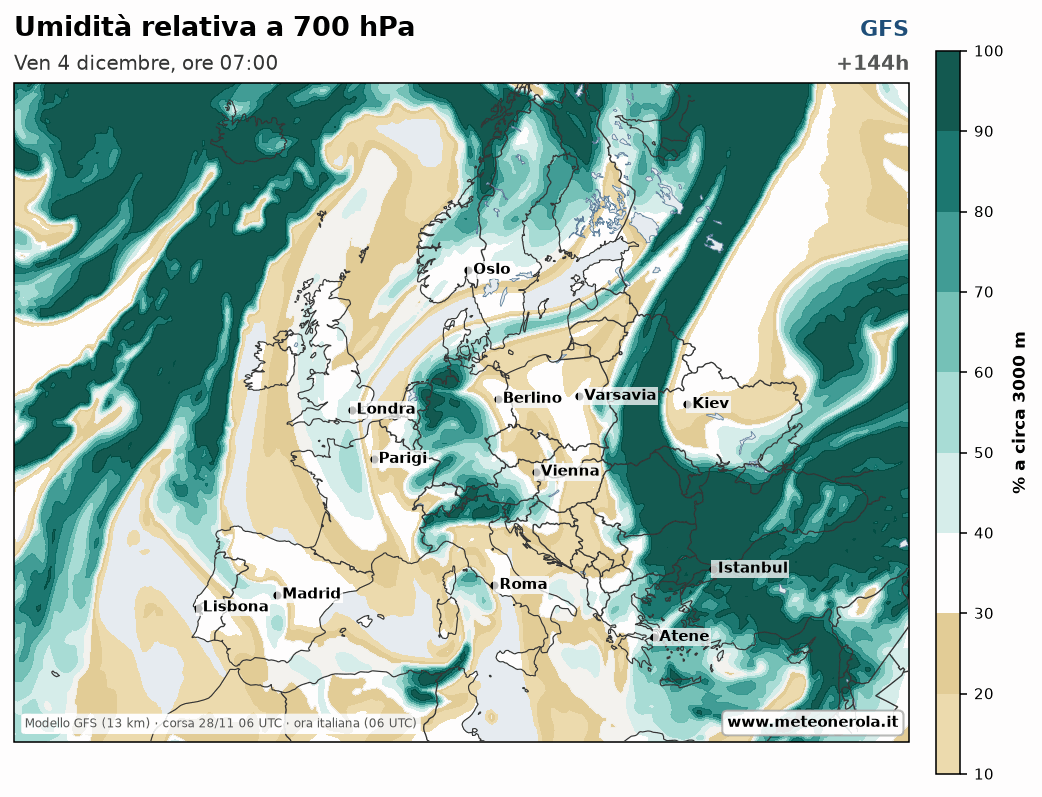 Umidità relativa a 700 hPa
GFS
Ven 4 dicembre, ore 07:00
+144h
100
90
80
70
60
50
40
30
20
10
% a circa 3000 m
Oslo
Berlino
Varsavia
Kiev
Londra
Parigi
Vienna
Istanbul
Roma
Madrid
Lisbona
Atene
Modello GFS (13 km) · corsa 28/11 06 UTC · ora italiana (06 UTC)
www.meteonerola.it